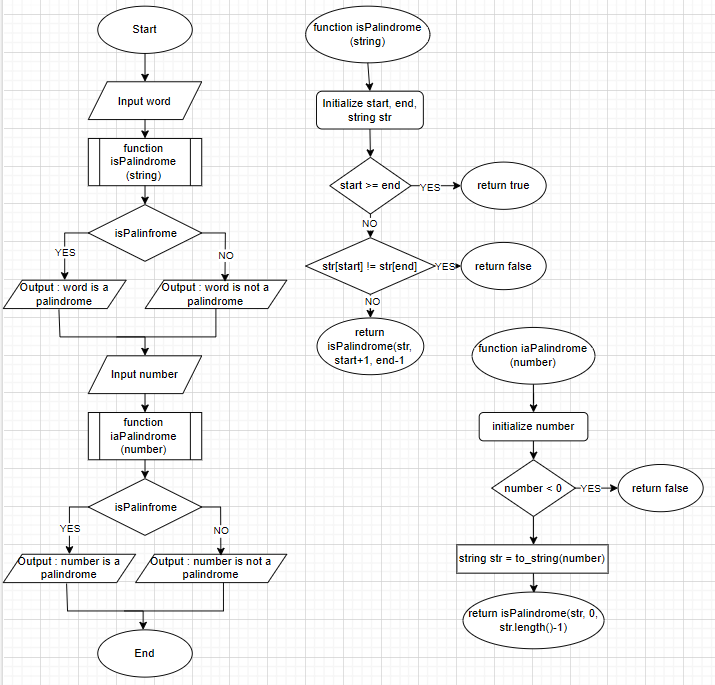 Start
Input word
function
isPalindrome
(string)
isPalinfrome
YES
NO
Output : word is a
palindrome
Output : word is not a
palindrome
Input number
function
iaPalindrome
(number)
isPalinfrome
YES
NO
Output : number is a
palindrome
Output : number is not a
palindrome
End
function isPalindrome
(string)
Initialize start, end,
string str
start >= end
YES
return true
NO
str[start] != str[end]
YES
return false
NO
return
isPalindrome(str,
start+1, end-1
function iaPalindrome
(number)
initialize number
number < 0
YES
return false
string str = to_string(number)
return isPalindrome(str, 0,
str.length()-1)